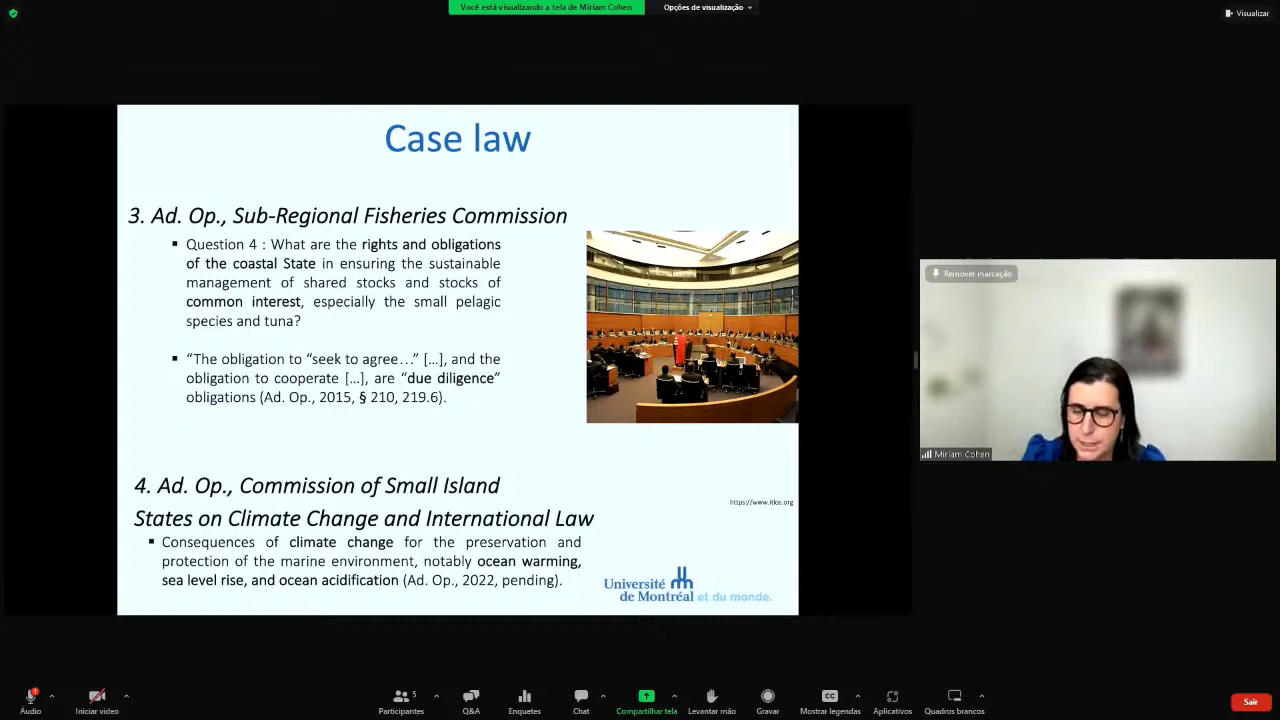 Você está visualizando a tela de Miriam Cohen
Opções de visualização
Visualizar
Case law
3. Ad. Op., Sub-Regional Fisheries Commission
▪ Question 4 : What are the rights and obligations
of the coastal State in ensuring the sustainable
management of shared stocks and stocks of
common interest, especially the small pelagic
species and tuna?
▪ “The obligation to “seek to agree…” […], and the
obligation to cooperate […], are “due diligence”
obligations (Ad. Op., 2015, § 210, 219.6).
4. Ad. Op., Commission of Small Island
States on Climate Change and International Law
▪ Consequences of climate change for the preservation and
protection of the marine environment, notably ocean warming,
sea level rise, and ocean acidification (Ad. Op., 2022, pending).
https://www.itlos.org
Université
de Montréal et du monde.
Remover marcação
Miriam Cohen
Áudio
Iniciar vídeo
Participantes
5
Q&A
Enquetes
Chat
Compartilhar tela
Levantar mão
Gravar
CC
Mostrar legendas
Aplicativos
Quadros brancos
Sair